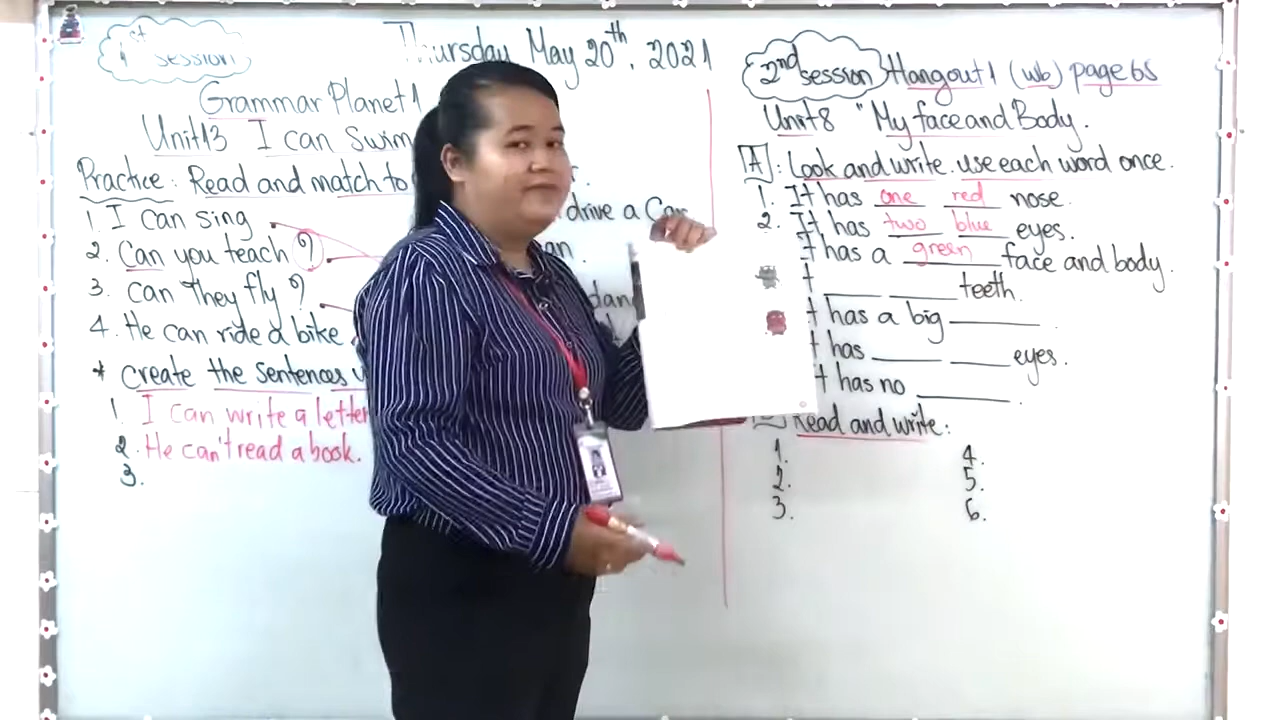 1st session
Thursday May 20th, 2021
Grammar Planet 1
Unit 13 I can Swim
Practice: Read and match to
1. I can sing
2. Can you teach ?
3. can they fly ?
4. He can ride a bike
drive a Car
* create the sentences
1. I can write a letter
2. He can't read a book.
3.
2nd session Hangout 1 (wb) page 65
Unit 8 "My face and Body.
A : Look and write. use each word once.
1. It has one red nose.
2. It has two blue eyes.
has a green face and body.
teeth.
has a big
has eyes.
It has no .
Read and write:
1.
2.
3.
4.
5.
6.